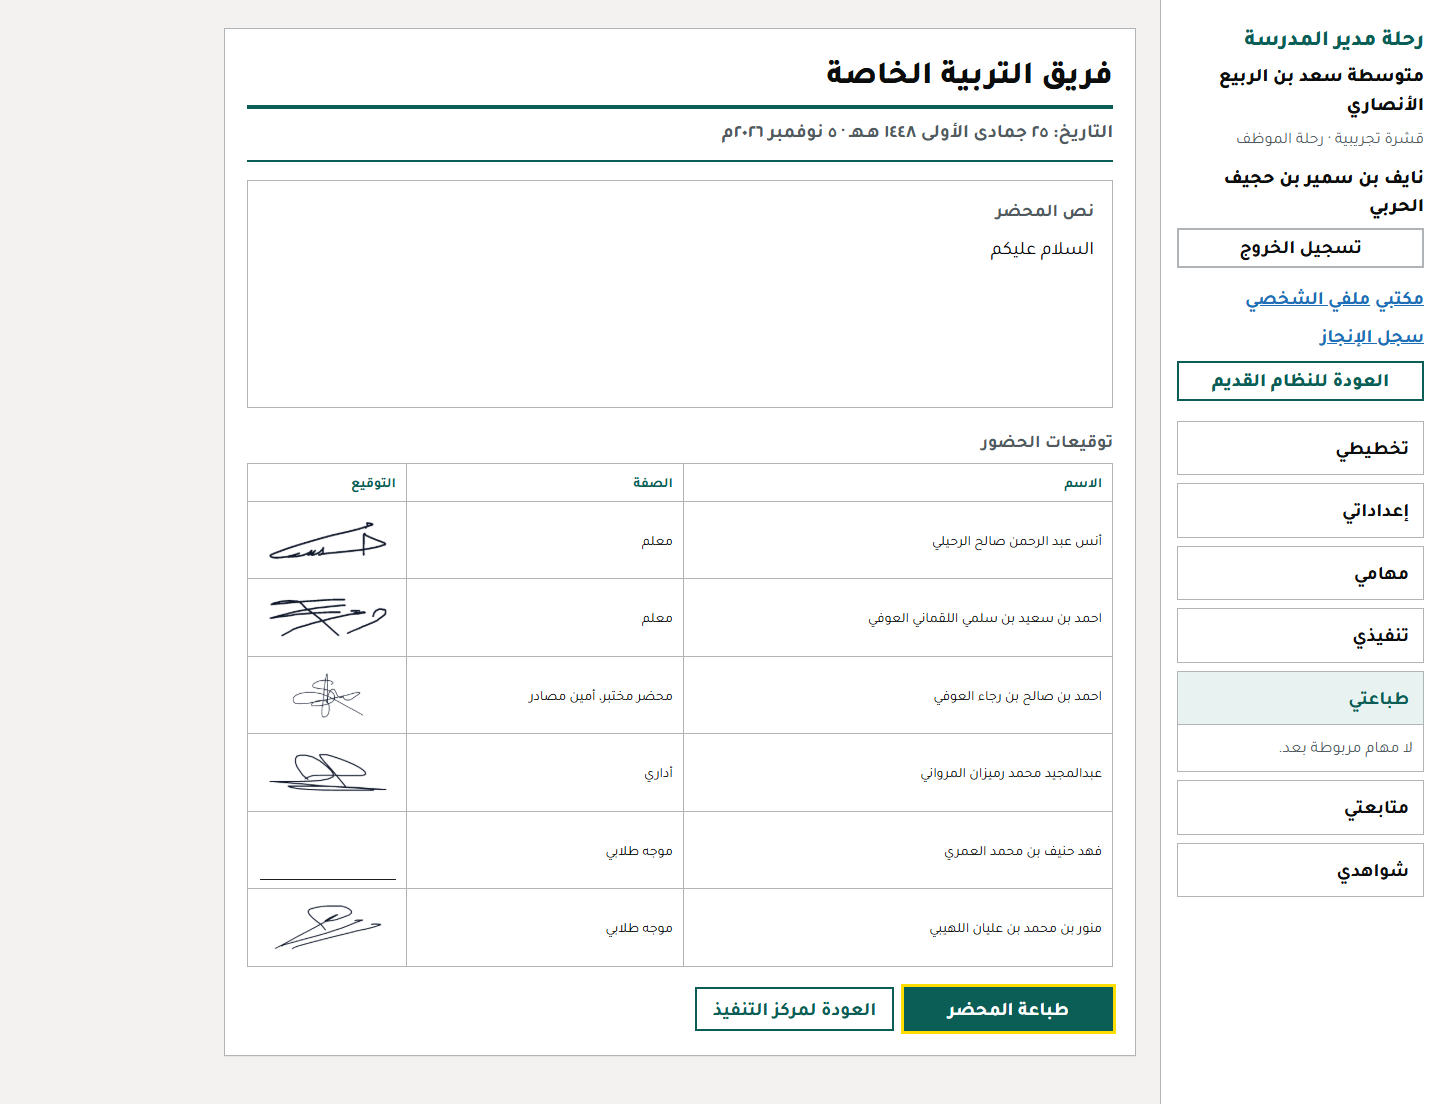 رحلة مدير المدرسة
متوسطة سعد بن الربيع
الأنصاري
قشرة تجريبية · رحلة الموظف
نايف بن سمير بن حجيف
الحربي
تسجيل الخروج
مكتبي ملفي الشخصي
سجل الإنجاز
العودة للنظام القديم
تخطيطي
إعداداتي
مهامي
تنفيذي
طباعتي
لا مهام مربوطة بعد.
متابعتي
شواهدي
فريق التربية الخاصة
التاريخ: ٢٥ جمادى الأولى ١٤٤٨ هـ هـ · ٥ نوفمبر ٢٠٢٦م
نص المحضر
السلام عليكم
توقيعات الحضور
الاسم الصفة التوقيع
أنس عبد الرحمن صالح الرحيلي معلم
احمد بن سعيد بن سلمي اللقماني العوفي معلم
احمد بن صالح بن رجاء العوفي محضر مختبر، أمين مصادر
عبدالمجيد محمد رميزان المرواني أداري
فهد حنيف بن محمد العمري موجه طلابي
منور بن محمد بن عليان اللهيبي موجه طلابي
طباعة المحضر
العودة لمركز التنفيذ